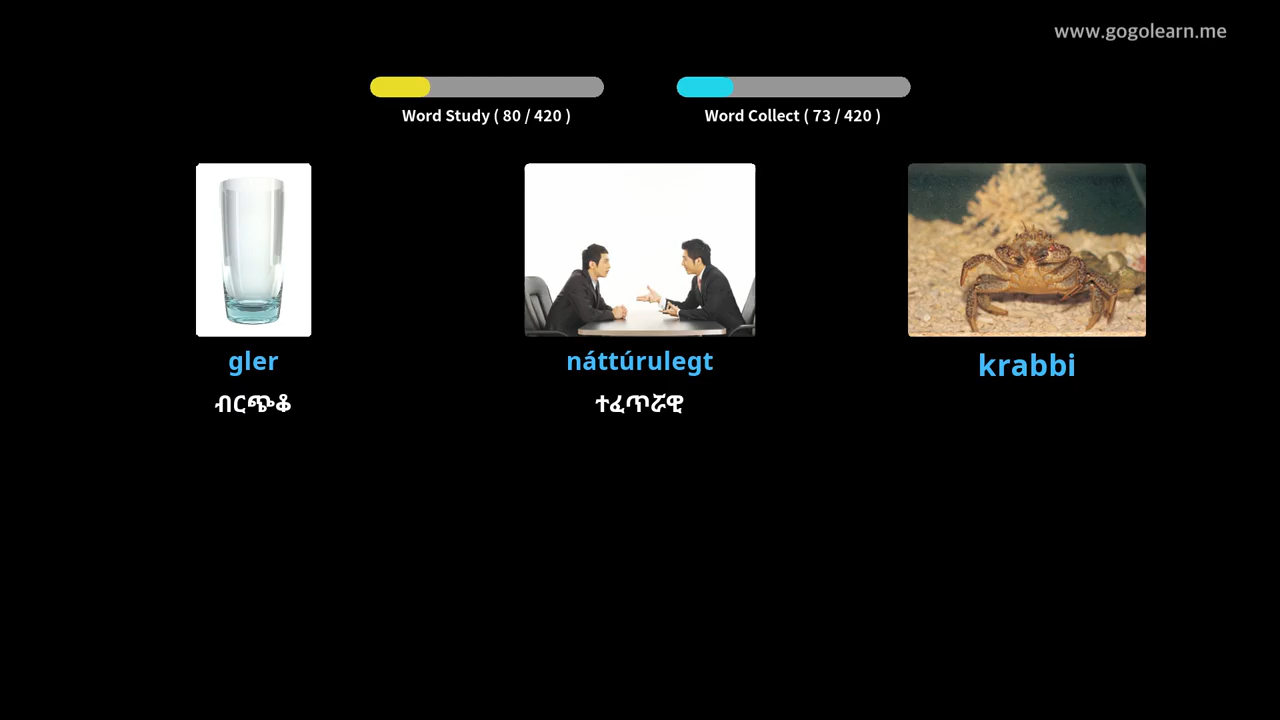 www.gogolearn.me
Word Study ( 80 / 420 )
Word Collect ( 73 / 420 )
gler
náttúrulegt
krabbi
ብርጭቆ
ተፈጥሯዊ